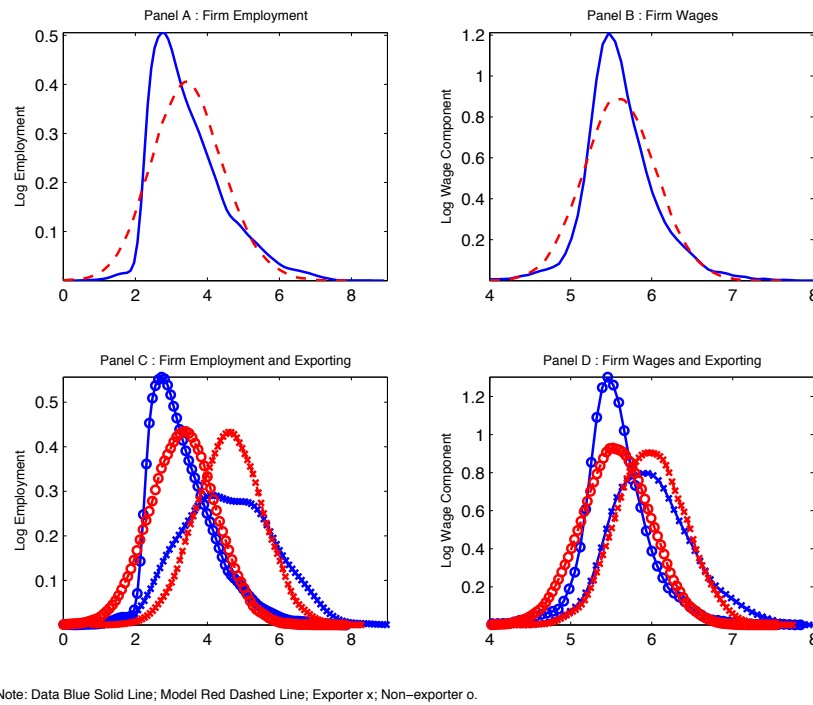 Panel A : Firm Employment
Log Employment
0.5
0.4
0.3
0.2
0.1
0 2 4 6 8
Panel B : Firm Wages
Log Wage Component
1.2
1
0.8
0.6
0.4
0.2
4 5 6 7 8
Panel C : Firm Employment and Exporting
Log Employment
0.5
0.4
0.3
0.2
0.1
0 2 4 6 8
Panel D : Firm Wages and Exporting
Log Wage Component
1.2
1
0.8
0.6
0.4
0.2
4 5 6 7 8
Note: Data Blue Solid Line; Model Red Dashed Line; Exporter x; Non−exporter o.